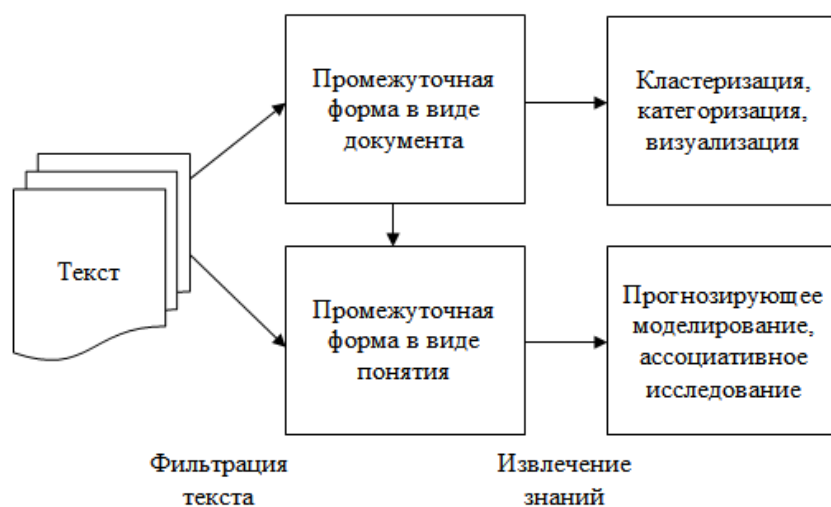 Промежуточная
форма в виде
документа
Кластеризация,
категоризация,
визуализация
Текст
Промежуточная
форма в виде
понятия
Прогнозирующее
моделирование,
ассоциативное
исследование
Фильтрация
текста
Извлечение
знаний